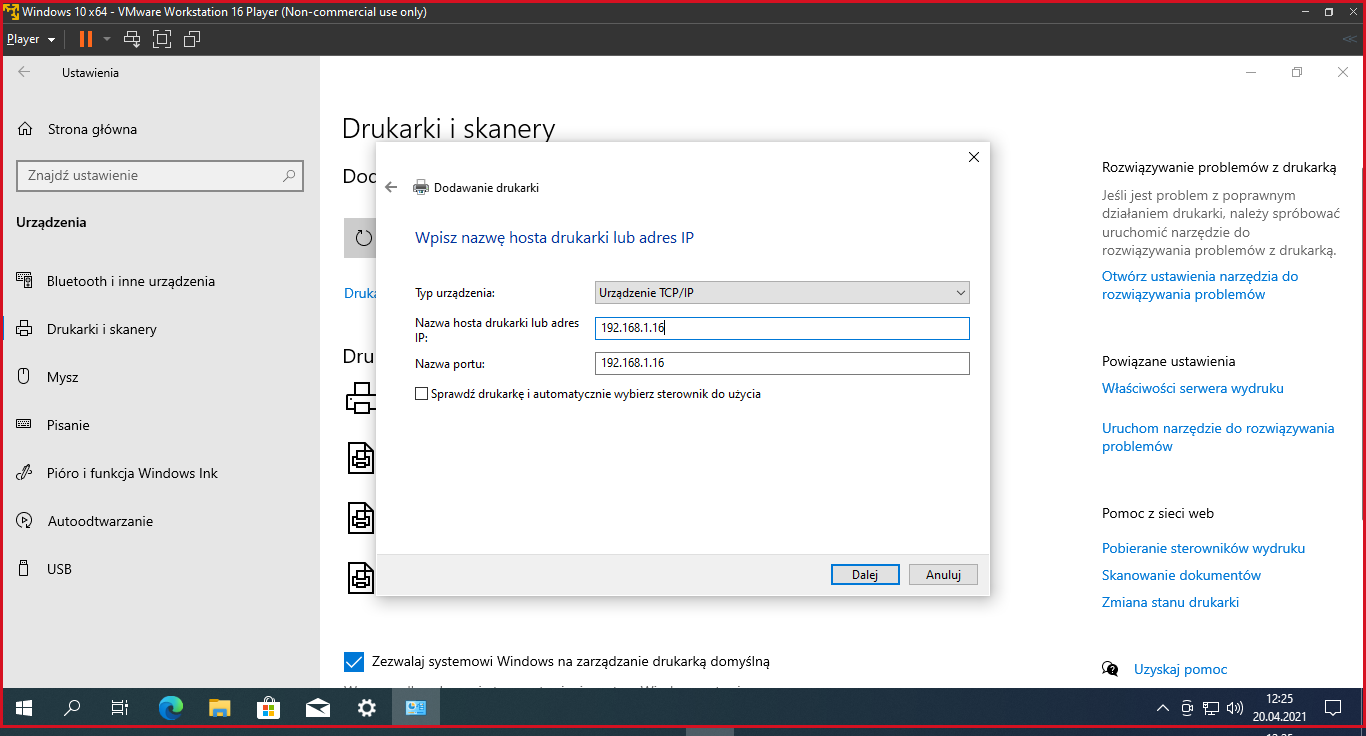 Windows 10 x64 - VMware Workstation 16 Player (Non-commercial use only)
Player
Ustawienia
Strona główna
Znajdź ustawienie
Urządzenia
Bluetooth i inne urządzenia
Drukarki i skanery
Mysz
Pisanie
Pióro i funkcja Windows Ink
Autoodtwarzanie
USB
Drukarki i skanery
Doc
Druka
Dru
Dodawanie drukarki
Wpisz nazwę hosta drukarki lub adres IP
Typ urządzenia:
Urządzenie TCP/IP
Nazwa hosta drukarki lub adres
IP:
192.168.1.16
Nazwa portu:
192.168.1.16
Sprawdź drukarkę i automatycznie wybierz sterownik do użycia
Dalej
Anuluj
Zezwalaj systemowi Windows na zarządzanie drukarką domyślną
Rozwiązywanie problemów z drukarką
Jeśli jest problem z poprawnym
działaniem drukarki, należy spróbować
uruchomić narzędzie do
rozwiązywania problemów z drukarką.
Otwórz ustawienia narzędzia do
rozwiązywania problemów
Powiązane ustawienia
Właściwości serwera wydruku
Uruchom narzędzie do rozwiązywania
problemów
Pomoc z sieci web
Pobieranie sterowników wydruku
Skanowanie dokumentów
Zmiana stanu drukarki
Uzyskaj pomoc
12:25
20.04.2021